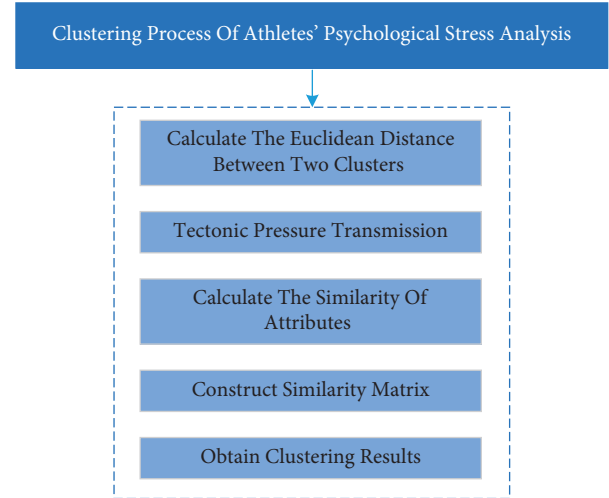 Clustering Process Of Athletes’ Psychological Stress Analysis
Calculate The Euclidean Distance
Between Two Clusters
Tectonic Pressure Transmission
Calculate The Similarity Of
Attributes
Construct Similarity Matrix
Obtain Clustering Results